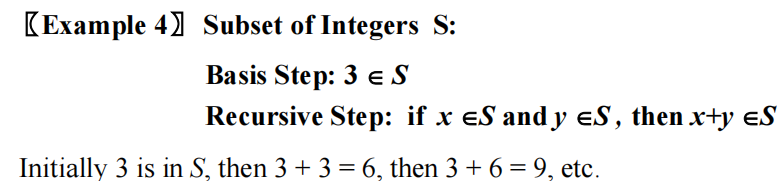 〖Example 4〗 Subset of Integers S:
Basis Step: 3 ∈ S
Recursive Step: if x ∈S and y ∈S, then x+y ∈S
Initially 3 is in S, then 3 + 3 = 6, then 3 + 6 = 9, etc.